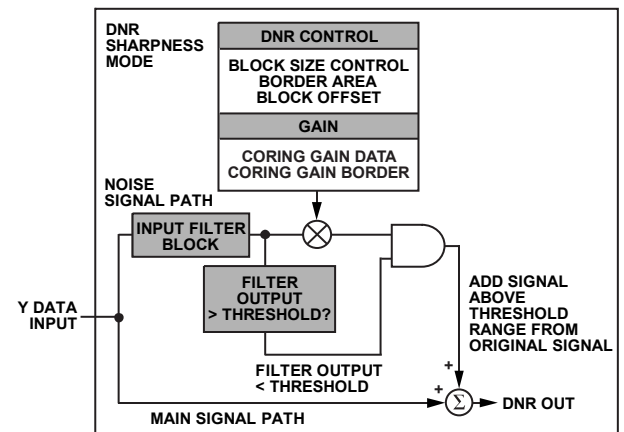 DNR
SHARPNESS
MODE
DNR CONTROL
BLOCK SIZE CONTROL
BORDER AREA
BLOCK OFFSET
GAIN
CORING GAIN DATA
CORING GAIN BORDER
NOISE
SIGNAL PATH
INPUT FILTER
BLOCK
FILTER
OUTPUT
> THRESHOLD?
Y DATA
INPUT
FILTER OUTPUT
< THRESHOLD
ADD SIGNAL
ABOVE
THRESHOLD
RANGE FROM
ORIGINAL SIGNAL
+
+
Σ
DNR OUT
MAIN SIGNAL PATH